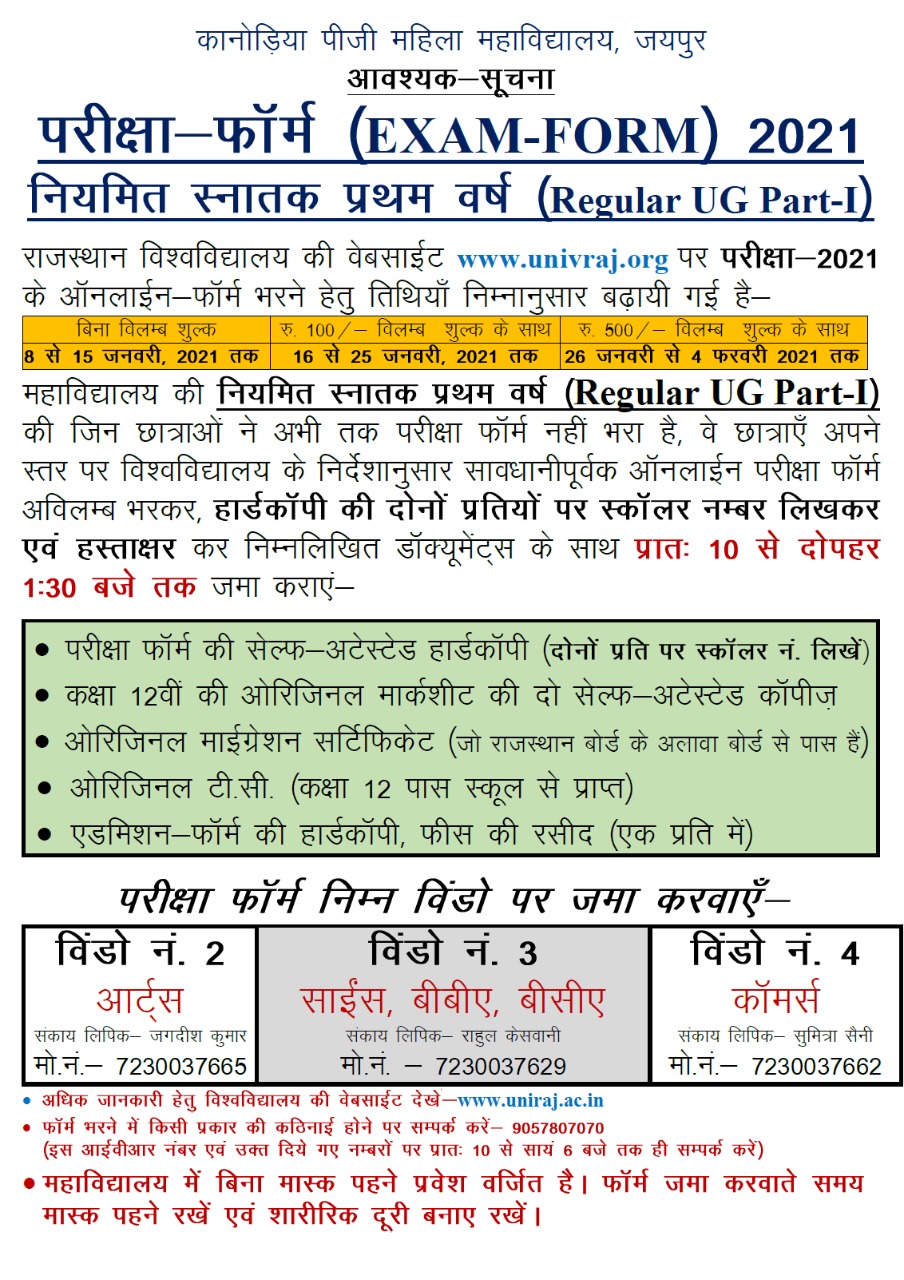 कानोड़िया पीजी महिला महाविद्यालय, जयपुर
आवश्यक–सूचना
परीक्षा–फॉर्म (EXAM-FORM) 2021
नियमित स्नातक प्रथम वर्ष (Regular UG Part-I)
राजस्थान विश्वविद्यालय की वेबसाईट www.univraj.org पर परीक्षा–2021
के ऑनलाईन–फॉर्म भरने हेतु तिथियाँ निम्नानुसार बढ़ायी गई है–
बिना विलम्ब शुल्क रु. 100/– विलम्ब शुल्क के साथ रु. 500/– विलम्ब शुल्क के साथ
8 से 15 जनवरी, 2021 तक 16 से 25 जनवरी, 2021 तक 26 जनवरी से 4 फरवरी 2021 तक
महाविद्यालय की नियमित स्नातक प्रथम वर्ष (Regular UG Part-I)
की जिन छात्राओं ने अभी तक परीक्षा फॉर्म नहीं भरा है, वे छात्राएँ अपने
स्तर पर विश्वविद्यालय के निर्देशानुसार सावधानीपूर्वक ऑनलाईन परीक्षा फॉर्म
अविलम्ब भरकर, हार्डकॉपी की दोनों प्रतियों पर स्कॉलर नम्बर लिखकर
एवं हस्ताक्षर कर निम्नलिखित डॉक्यूमेंट्स के साथ प्रातः 10 से दोपहर
1:30 बजे तक जमा कराएं–
• परीक्षा फॉर्म की सेल्फ–अटेस्टेड हार्डकॉपी (दोनों प्रति पर स्कॉलर नं. लिखें)
• कक्षा 12वीं की ओरिजिनल मार्कशीट की दो सेल्फ–अटेस्टेड कॉपीज़
• ओरिजिनल माईग्रेशन सर्टिफिकेट (जो राजस्थान बोर्ड के अलावा बोर्ड से पास हैं)
• ओरिजिनल टी.सी. (कक्षा 12 पास स्कूल से प्राप्त)
• एडमिशन–फॉर्म की हार्डकॉपी, फीस की रसीद (एक प्रति में)
परीक्षा फॉर्म निम्न विंडो पर जमा करवाएँ–
विंडो नं. 2 विंडो नं. 3 विंडो नं. 4
आर्ट्स साईंस, बीबीए, बीसीए कॉमर्स
संकाय लिपिक– जगदीश कुमार संकाय लिपिक– राहुल केसवानी संकाय लिपिक– सुमित्रा सैनी
मो.नं.– 7230037665 मो.नं. – 7230037629 मो.नं.– 7230037662
• अधिक जानकारी हेतु विश्वविद्यालय की वेबसाईट देखें–www.uniraj.ac.in
• फॉर्म भरने में किसी प्रकार की कठिनाई होने पर सम्पर्क करें– 9057807070
(इस आईवीआर नंबर एवं उक्त दिये गए नम्बरों पर प्रातः 10 से सायं 6 बजे तक ही सम्पर्क करें)
• महाविद्यालय में बिना मास्क पहने प्रवेश वर्जित है। फॉर्म जमा करवाते समय
मास्क पहने रखें एवं शारीरिक दूरी बनाए रखें।